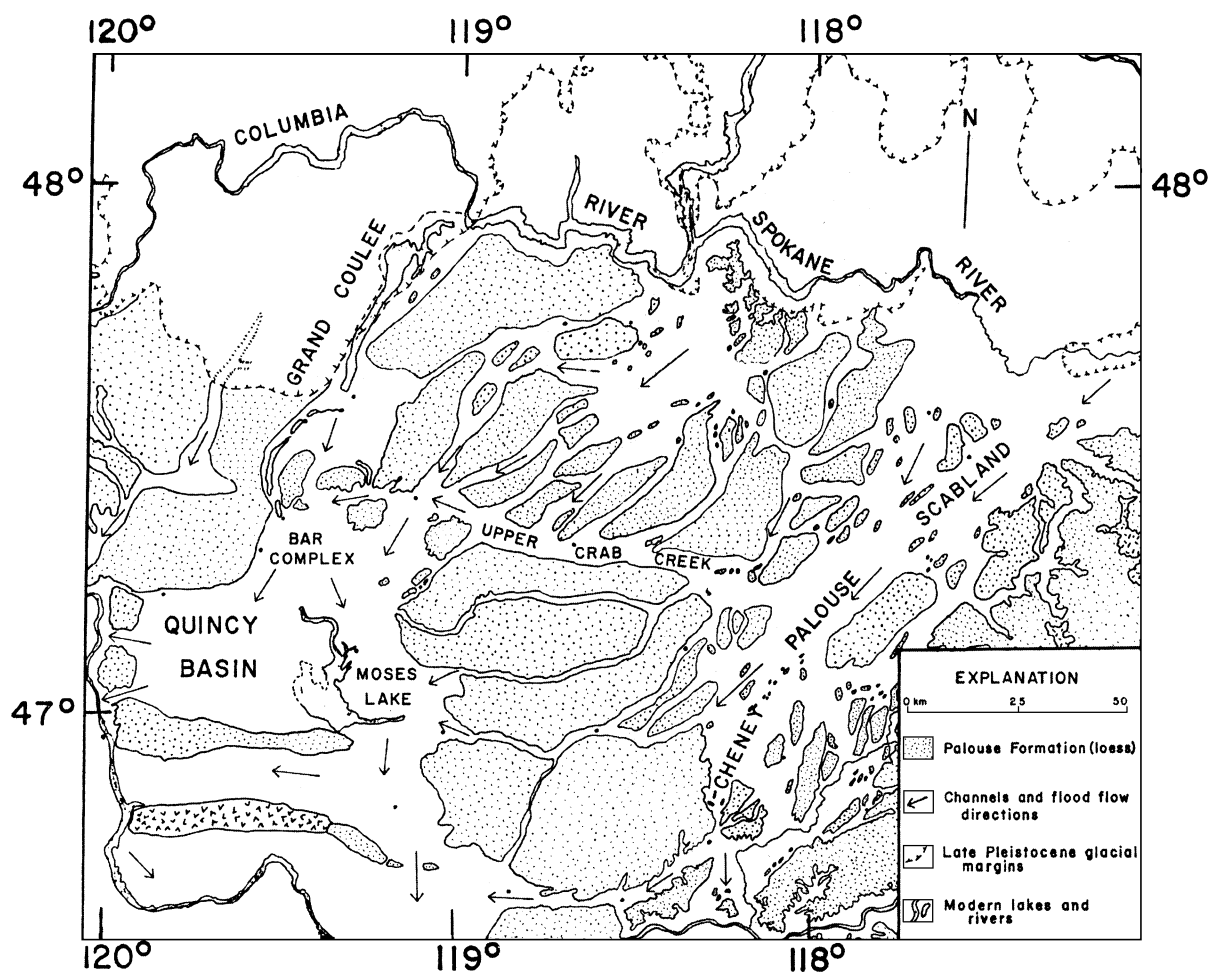 120° 119° 118°
COLUMBIA
N
48° 48°
RIVER
SPOKANE
RIVER
GRAND COULEE
SCABLAND
UPPER CRAB CREEK
BAR
COMPLEX
PALOUSE
QUINCY
BASIN
MOSES
LAKE
CHENEY
47°
EXPLANATION
0 km 25 50
Palouse Formation (loess)
Channels and flood flow
directions
Late Pleistocene glacial
margins
Modern lakes and
rivers
120° 119° 118°